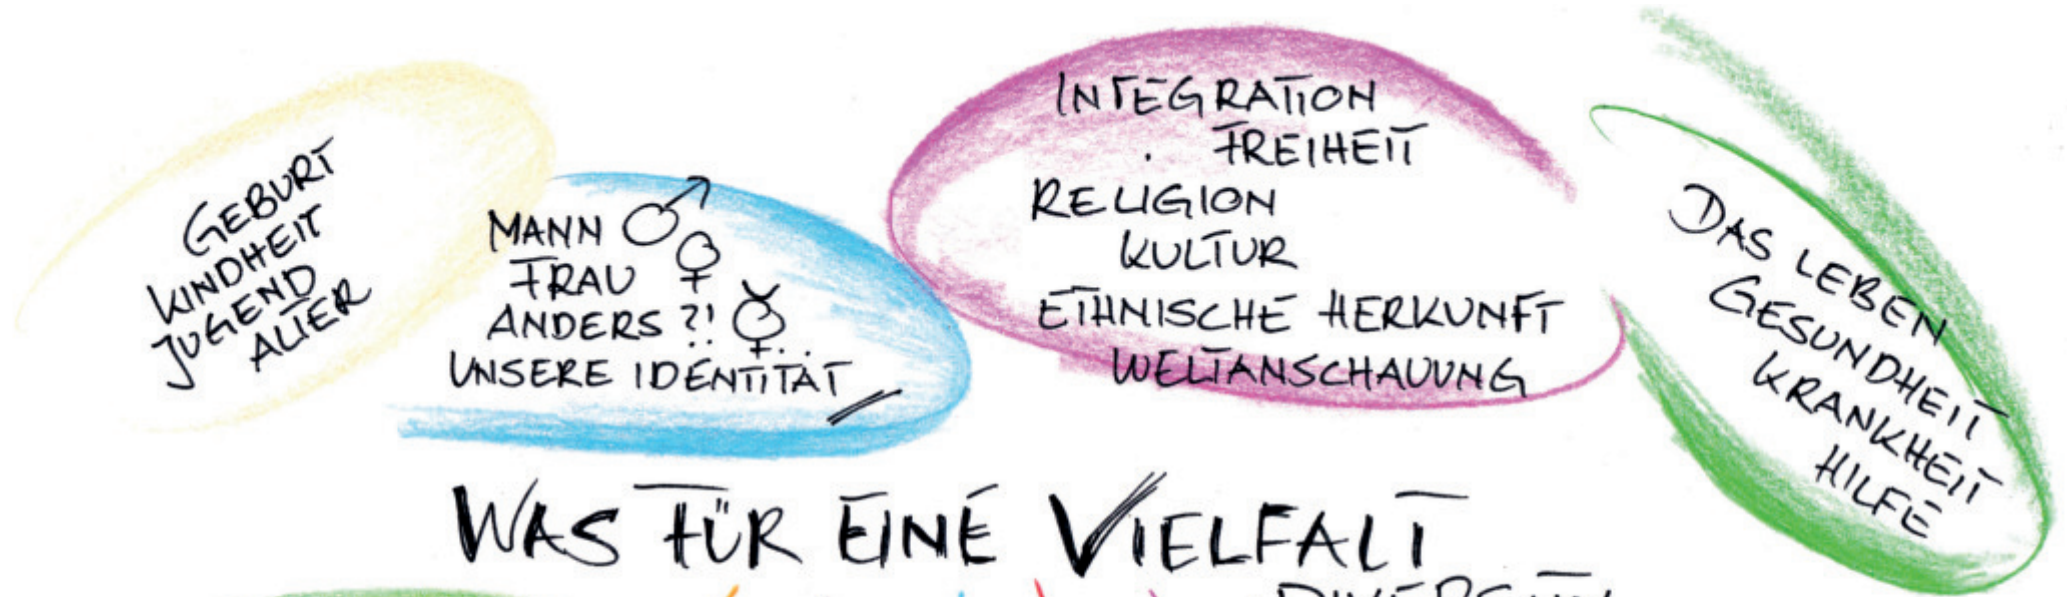 GEBURT
KINDHEIT
JUGEND
ALTER
MANN
FRAU
ANDERS ?!
UNSERE IDENTITÄT
INTEGRATION
FREIHEIT
RELIGION
KULTUR
ETHNISCHE HERKUNFT
WELTANSCHAUUNG
DAS LEBEN
GESUNDHEIT
KRANKHEIT
HILFE
WAS FÜR EINE VIELFALT